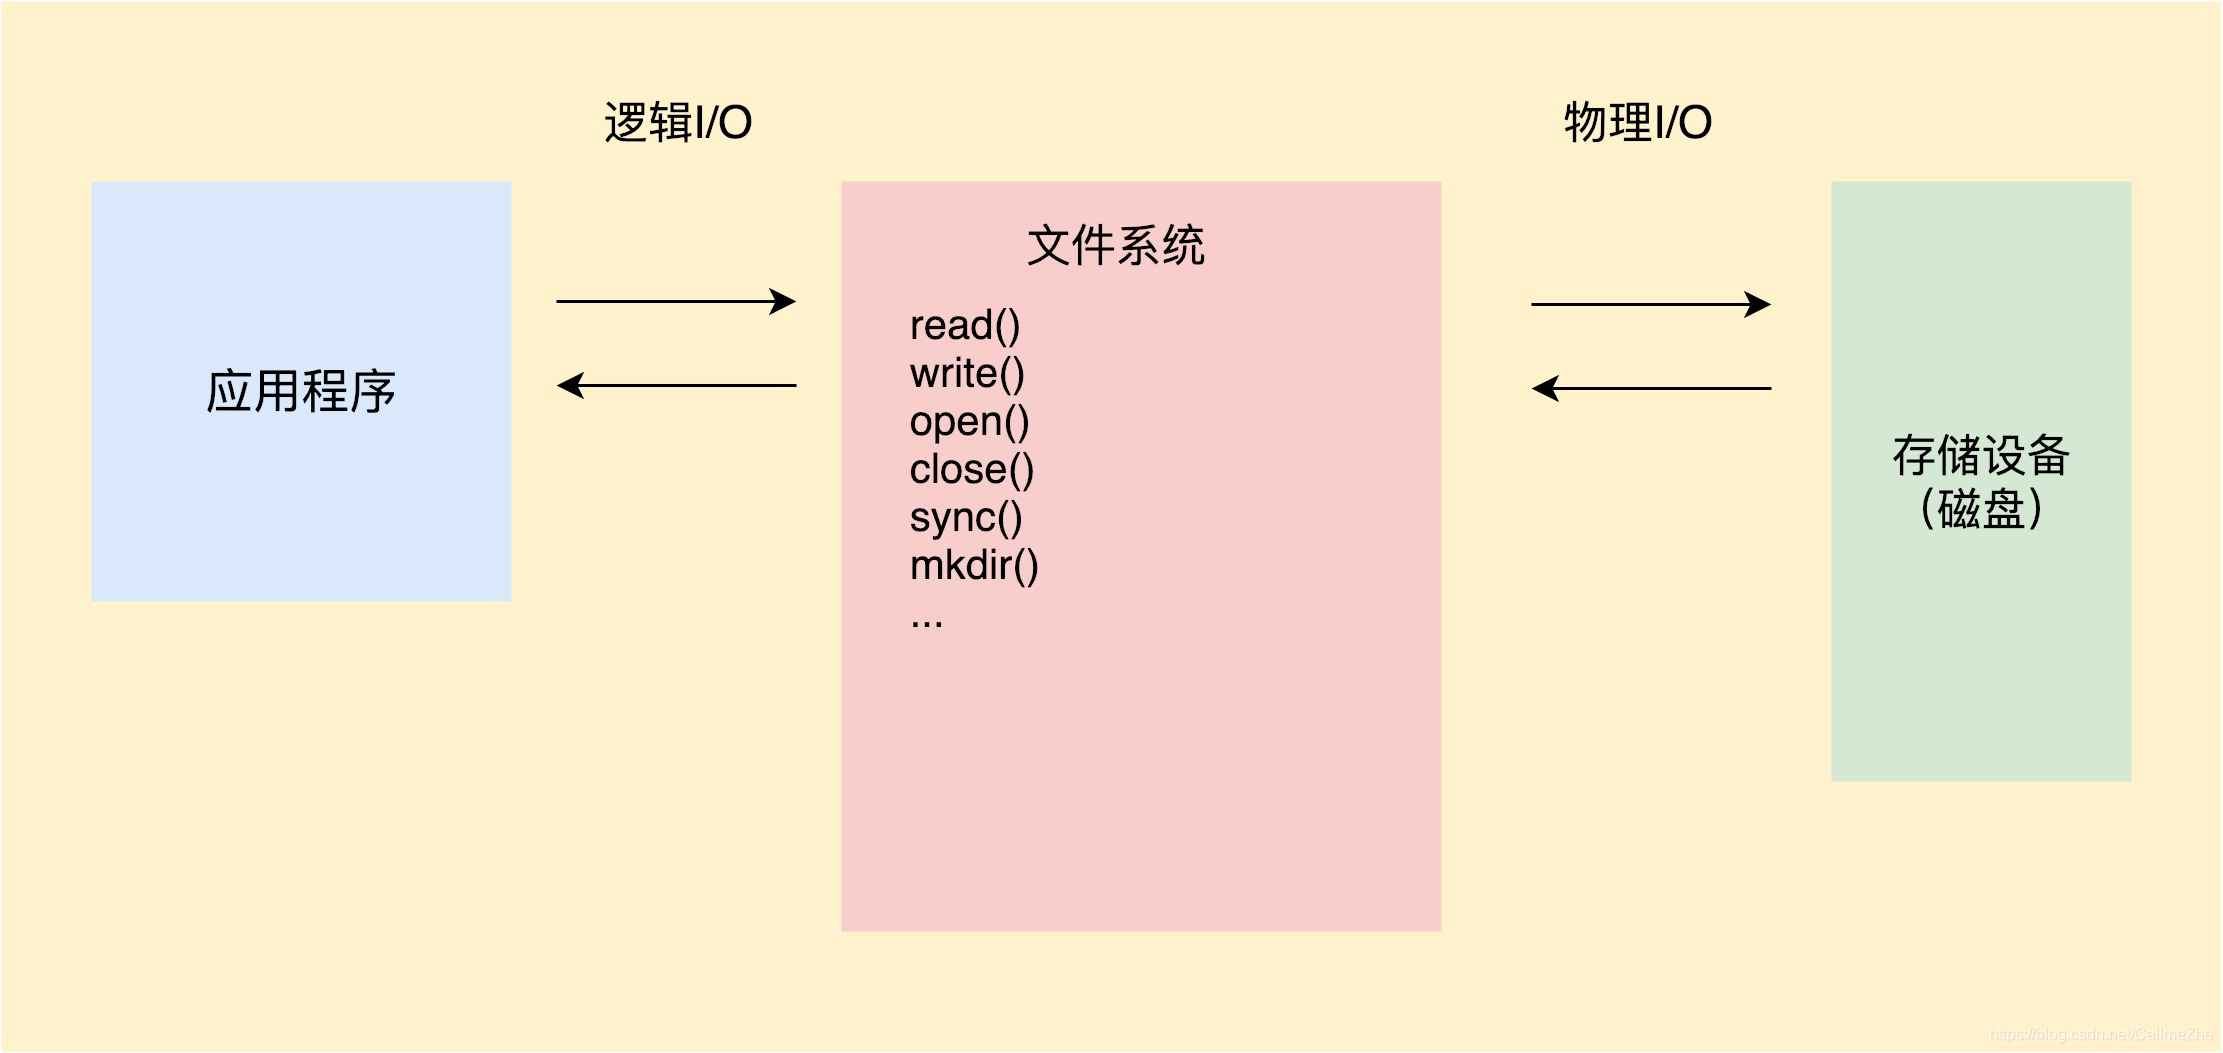 逻辑I/O
物理I/O
应用程序
文件系统
read()
write()
open()
close()
sync()
mkdir()
...
存储设备
（磁盘）
https://blog.csdn.net/CallmeZhe